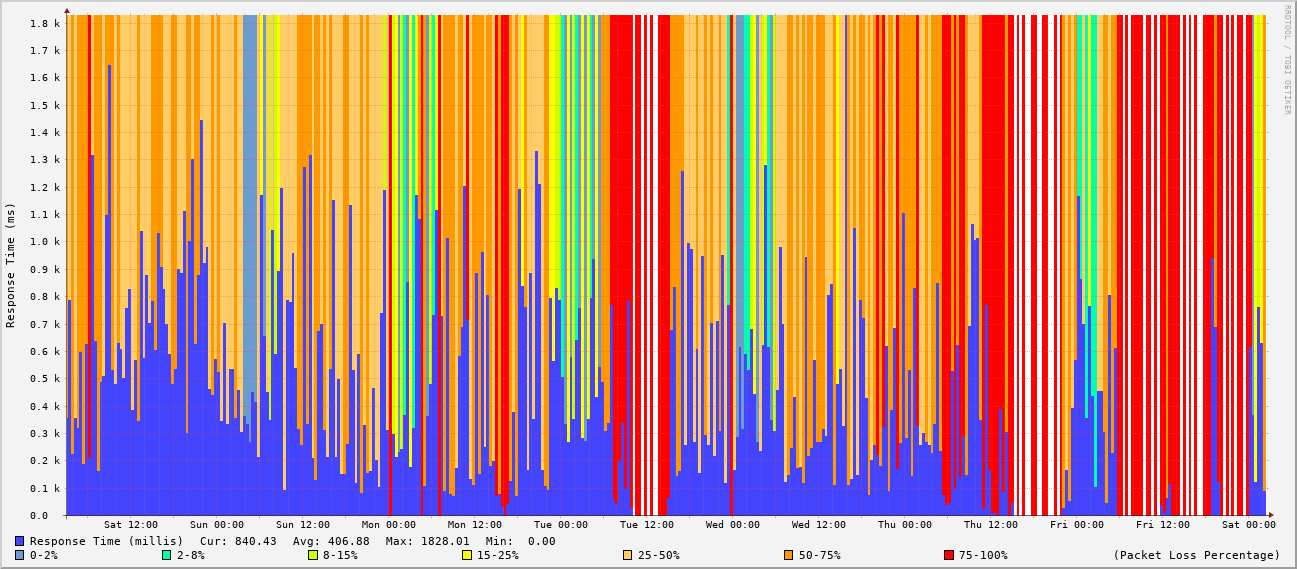 RRDTOOL / TOBI OETIKER
Response Time (ms)
1.8 k
1.7 k
1.6 k
1.5 k
1.4 k
1.3 k
1.2 k
1.1 k
1.0 k
0.9 k
0.8 k
0.7 k
0.6 k
0.5 k
0.4 k
0.3 k
0.2 k
0.1 k
0.0
Sat 12:00 Sun 00:00 Sun 12:00 Mon 00:00 Mon 12:00 Tue 00:00 Tue 12:00 Wed 00:00 Wed 12:00 Thu 00:00 Thu 12:00 Fri 00:00 Fri 12:00 Sat 00:00
Response Time (millis) Cur: 840.43 Avg: 406.88 Max: 1828.01 Min: 0.00
0-2% 2-8% 8-15% 15-25% 25-50% 50-75% 75-100% (Packet Loss Percentage)